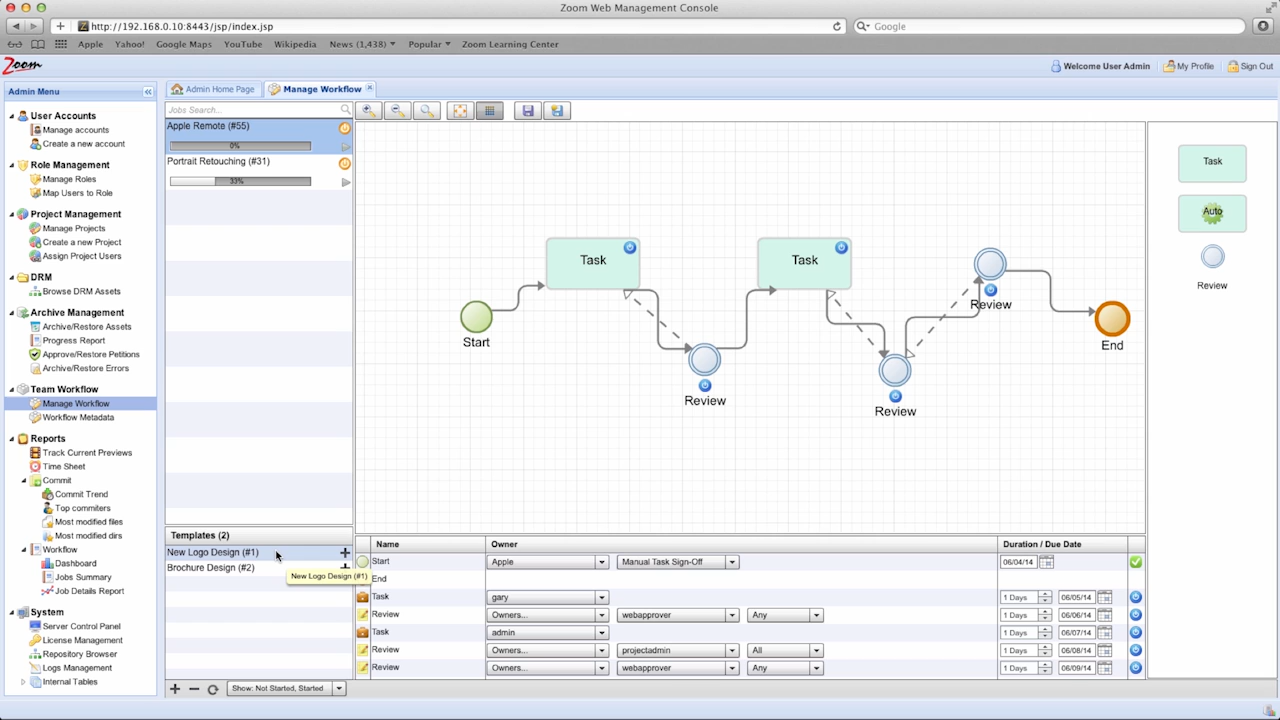 Zoom Web Management Console
http://192.168.0.10:8443/jsp/index.jsp
Google
Apple Yahoo! Google Maps YouTube Wikipedia News (1,438) Popular Zoom Learning Center
Zoom
Welcome User Admin My Profile Sign Out
Admin Menu
User Accounts
Manage accounts
Create a new account
Role Management
Manage Roles
Map Users to Role
Project Management
Manage Projects
Create a new Project
Assign Project Users
DRM
Browse DRM Assets
Archive Management
Archive/Restore Assets
Progress Report
Approve/Restore Petitions
Archive/Restore Errors
Team Workflow
Manage Workflow
Workflow Metadata
Reports
Track Current Previews
Time Sheet
Commit
Commit Trend
Top commiters
Most modified files
Most modified dirs
Workflow
Dashboard
Jobs Summary
Job Details Report
System
Server Control Panel
License Management
Repository Browser
Logs Management
Internal Tables
Admin Home Page
Manage Workflow
Jobs Search...
Apple Remote (#55)
0%
Portrait Retouching (#31)
33%
Templates (2)
New Logo Design (#1)
Brochure Design (#2)
New Logo Design (#1)
Show: Not Started, Started
Start
Task
Review
Task
Review
Review
End
Task
Auto
Review
Name Owner Duration / Due Date
Start Apple Manual Task Sign-Off 06/04/14
End
Task gary 1 Days 06/05/14
Review Owners... webapprover Any 1 Days 06/06/14
Task admin 1 Days 06/07/14
Review Owners... projectadmin All 1 Days 06/08/14
Review Owners... webapprover Any 1 Days 06/09/14